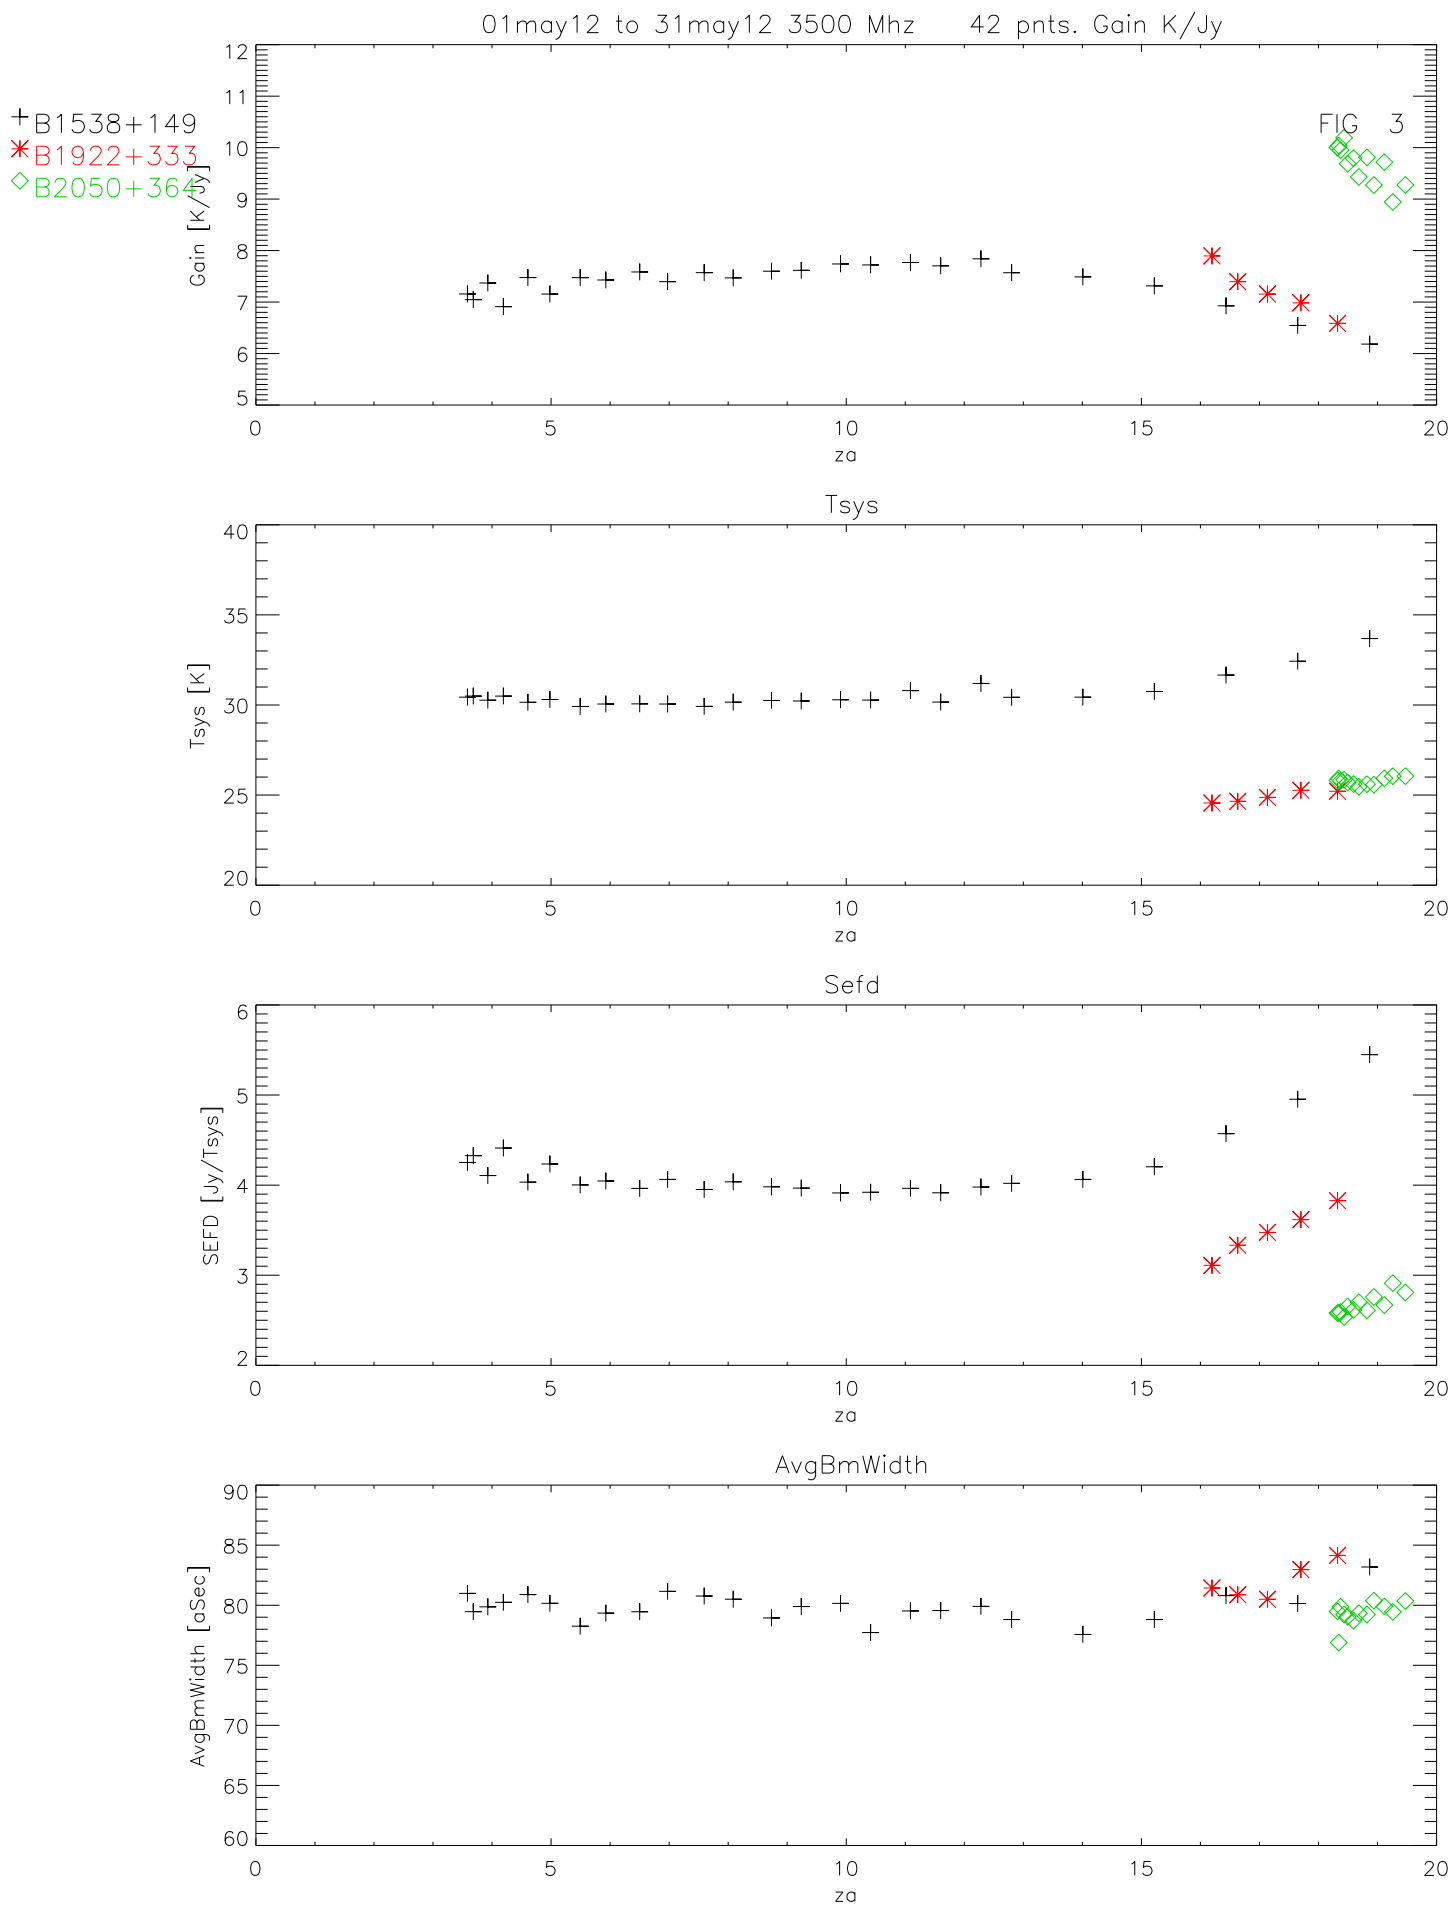 01may12 to 31may12 3500 Mhz 42 pnts. Gain K/Jy
B1538+149
B1922+333
B2050+364
FIG 3
Gain [K/Jy]
12
11
10
9
8
7
6
5
0 5 10 15 20
za
Tsys
Tsys [K]
40
35
30
25
20
0 5 10 15 20
za
Sefd
SEFD [Jy/Tsys]
6
5
4
3
2
0 5 10 15 20
za
AvgBmWidth
AvgBmWidth [aSec]
90
85
80
75
70
65
60
0 5 10 15 20
za